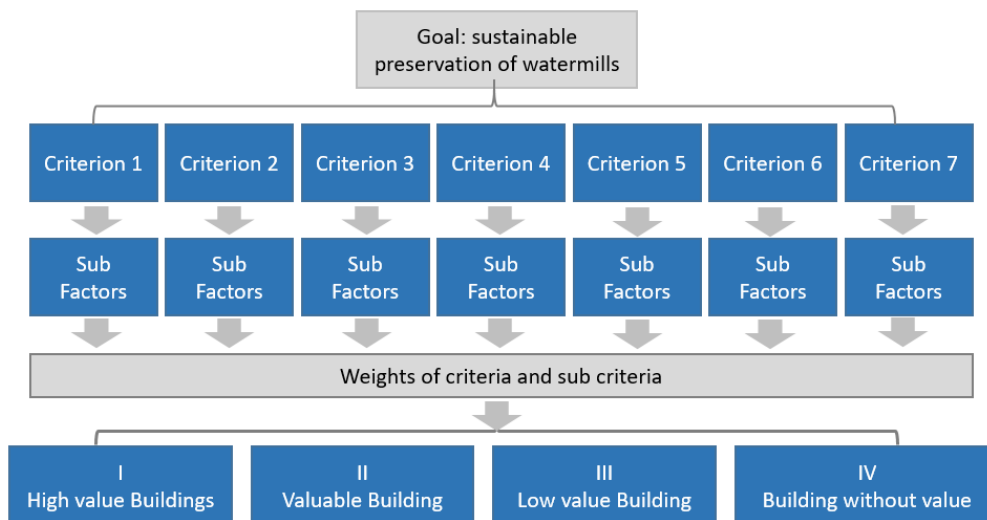 Goal: sustainable
preservation of watermills
Criterion 1
Criterion 2
Criterion 3
Criterion 4
Criterion 5
Criterion 6
Criterion 7
Sub
Factors
Sub
Factors
Sub
Factors
Sub
Factors
Sub
Factors
Sub
Factors
Sub
Factors
Weights of criteria and sub criteria
I
High value Buildings
II
Valuable Building
III
Low value Building
IV
Building without value